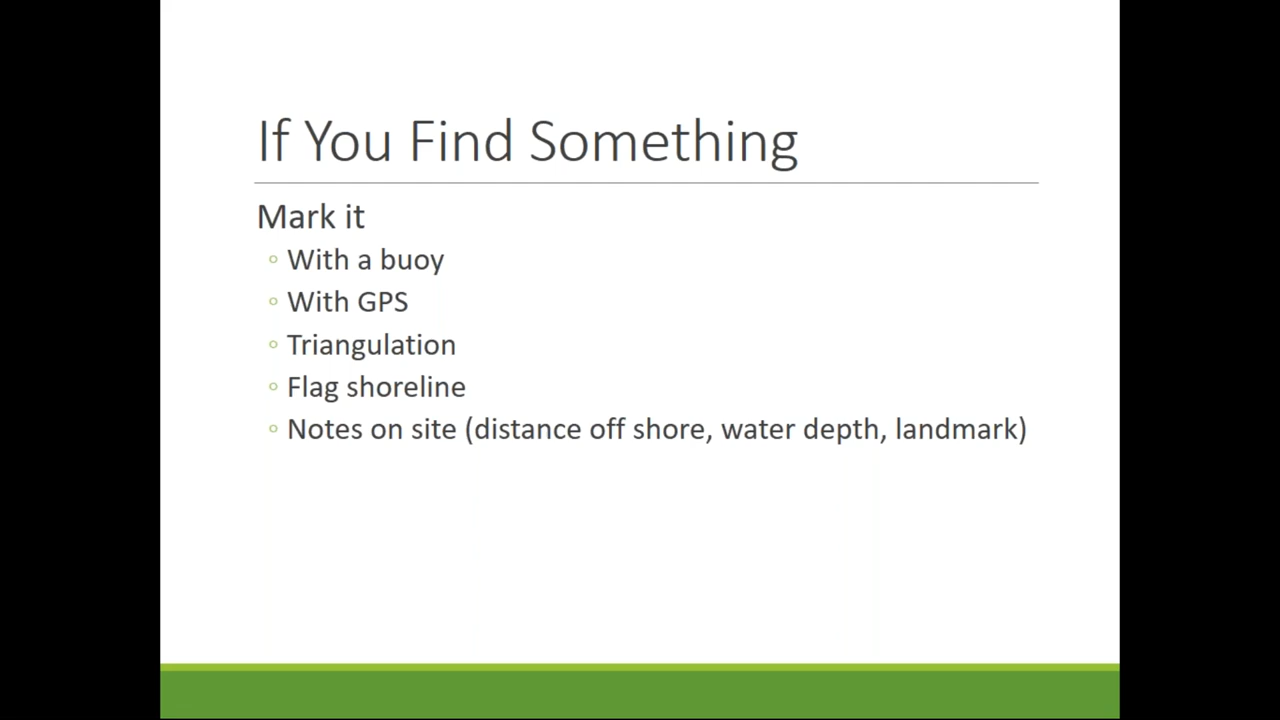 If You Find Something
Mark it
◦ With a buoy
◦ With GPS
◦ Triangulation
◦ Flag shoreline
◦ Notes on site (distance off shore, water depth, landmark)